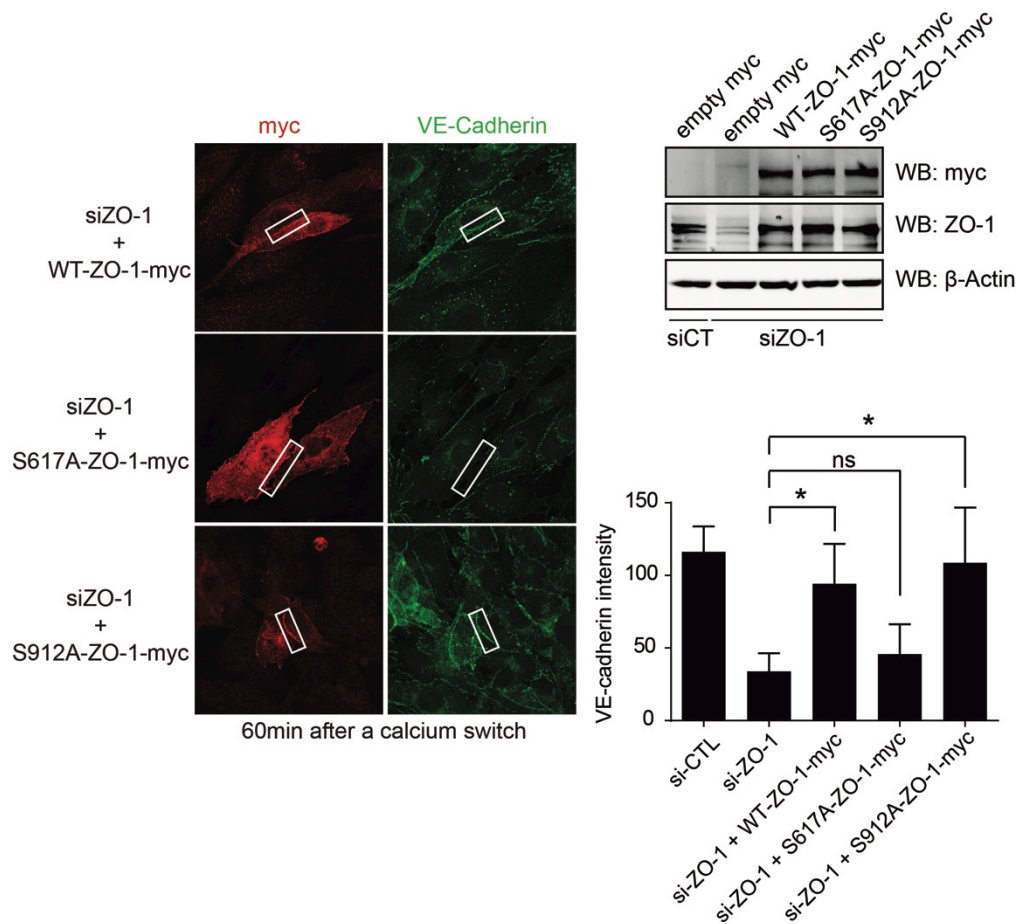 myc
VE-Cadherin
siZO-1
+
WT-ZO-1-myc
siZO-1
+
S617A-ZO-1-myc
siZO-1
+
S912A-ZO-1-myc
60min after a calcium switch
empty myc
empty myc
WT-ZO-1-myc
S617A-ZO-1-myc
S912A-ZO-1-myc
WB: myc
WB: ZO-1
WB: β-Actin
siCT
siZO-1
*
ns
*
VE-cadherin intensity
150
100
50
0
si-CTL
si-ZO-1
si-ZO-1 + WT-ZO-1-myc
si-ZO-1 + S617A-ZO-1-myc
si-ZO-1 + S912A-ZO-1-myc